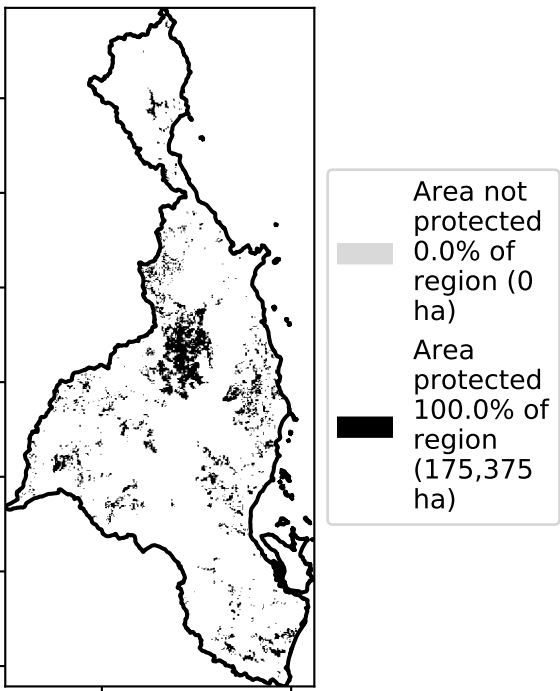 Area not
protected
0.0% of
region (0
ha)
Area
protected
100.0% of
region
(175,375
ha)